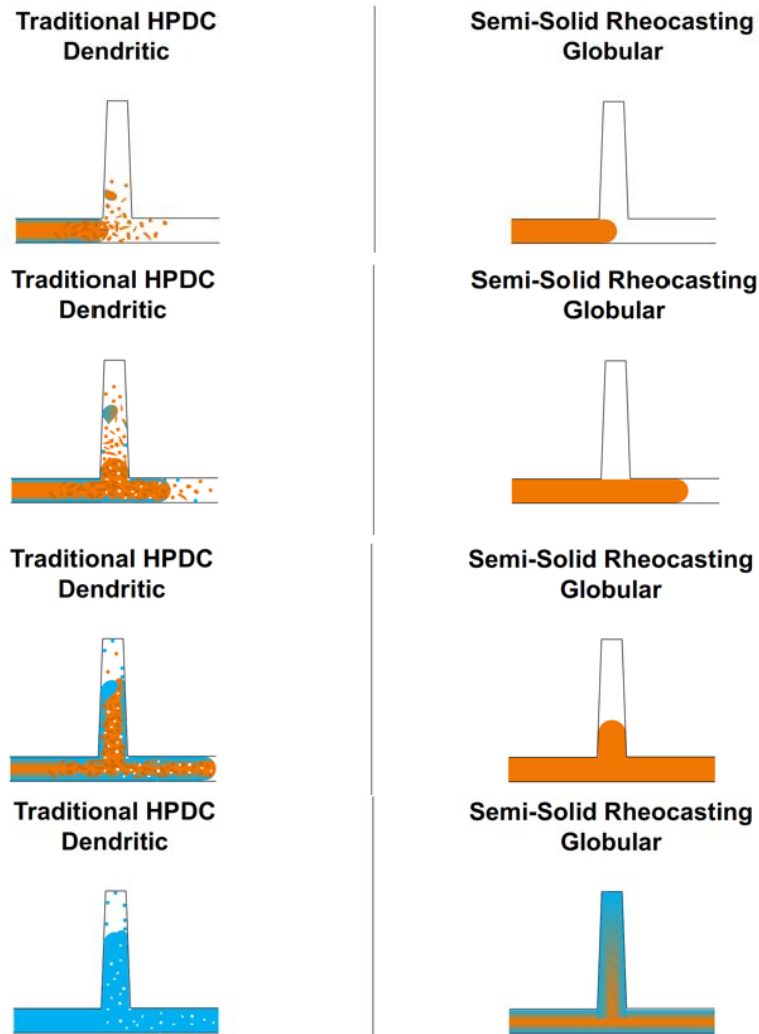 Traditional HPDC
Dendritic
Semi-Solid Rheocasting
Globular
Traditional HPDC
Dendritic
Semi-Solid Rheocasting
Globular
Traditional HPDC
Dendritic
Semi-Solid Rheocasting
Globular
Traditional HPDC
Dendritic
Semi-Solid Rheocasting
Globular